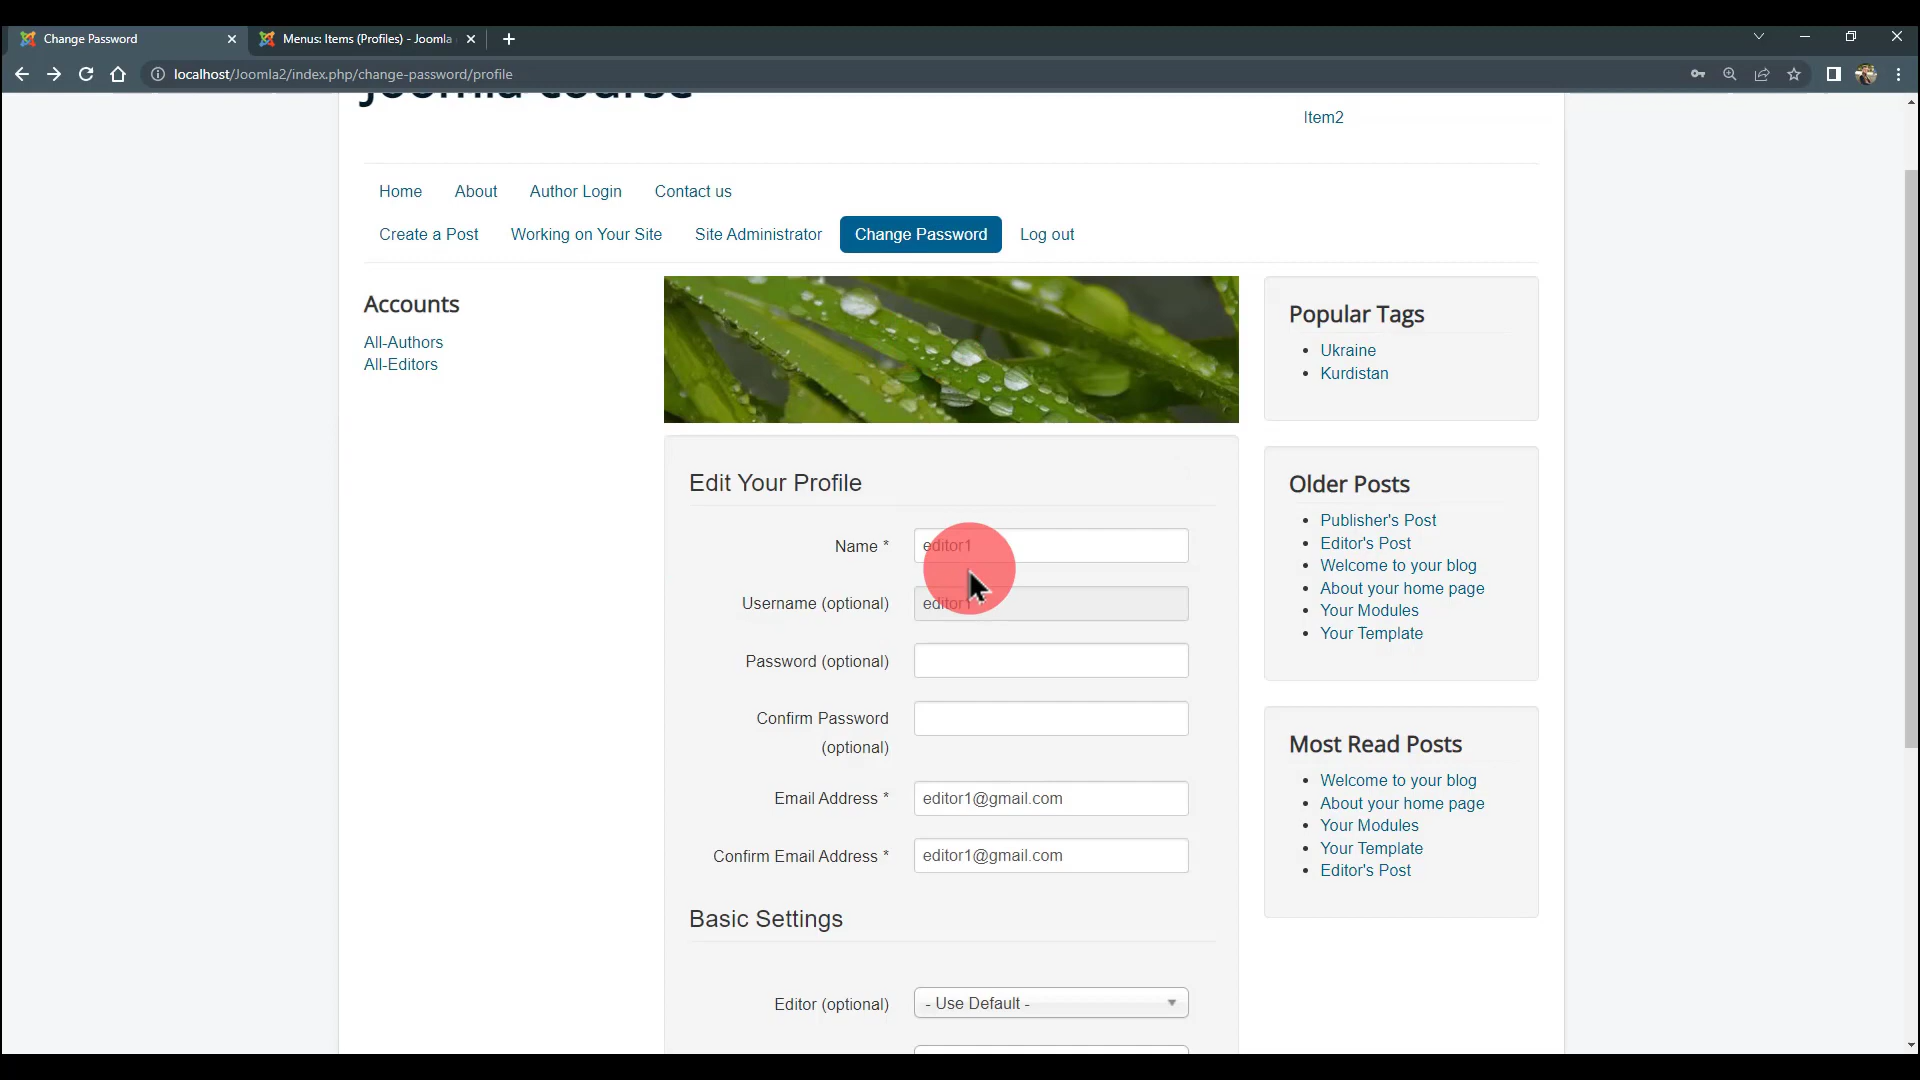 Change Password
Menus: Items (Profiles) - Joomla
localhost/Joomla2/index.php/change-password/profile
Joomla course
Item2
Home About Author Login Contact us
Create a Post Working on Your Site Site Administrator Change Password Log out
Accounts
All-Authors
All-Editors
Edit Your Profile
Name * editor1
Username (optional) editor1
Password (optional)
Confirm Password
(optional)
Email Address * editor1@gmail.com
Confirm Email Address * editor1@gmail.com
Basic Settings
Editor (optional) - Use Default -
Popular Tags
Ukraine
Kurdistan
Older Posts
Publisher's Post
Editor's Post
Welcome to your blog
About your home page
Your Modules
Your Template
Most Read Posts
Welcome to your blog
About your home page
Your Modules
Your Template
Editor's Post